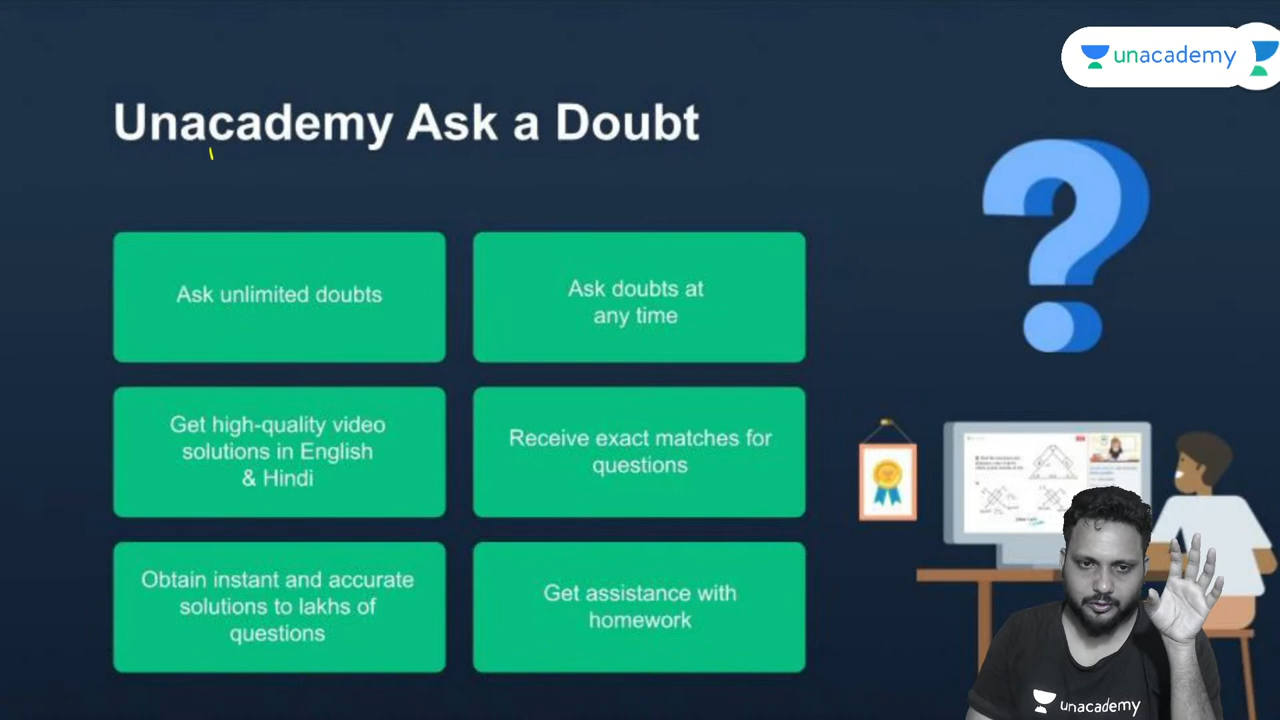 unacademy
Unacademy Ask a Doubt
Ask unlimited doubts
Ask doubts at
any time
Get high-quality video
solutions in English
& Hindi
Receive exact matches for
questions
Obtain instant and accurate
solutions to lakhs of
questions
Get assistance with
homework
unacademy